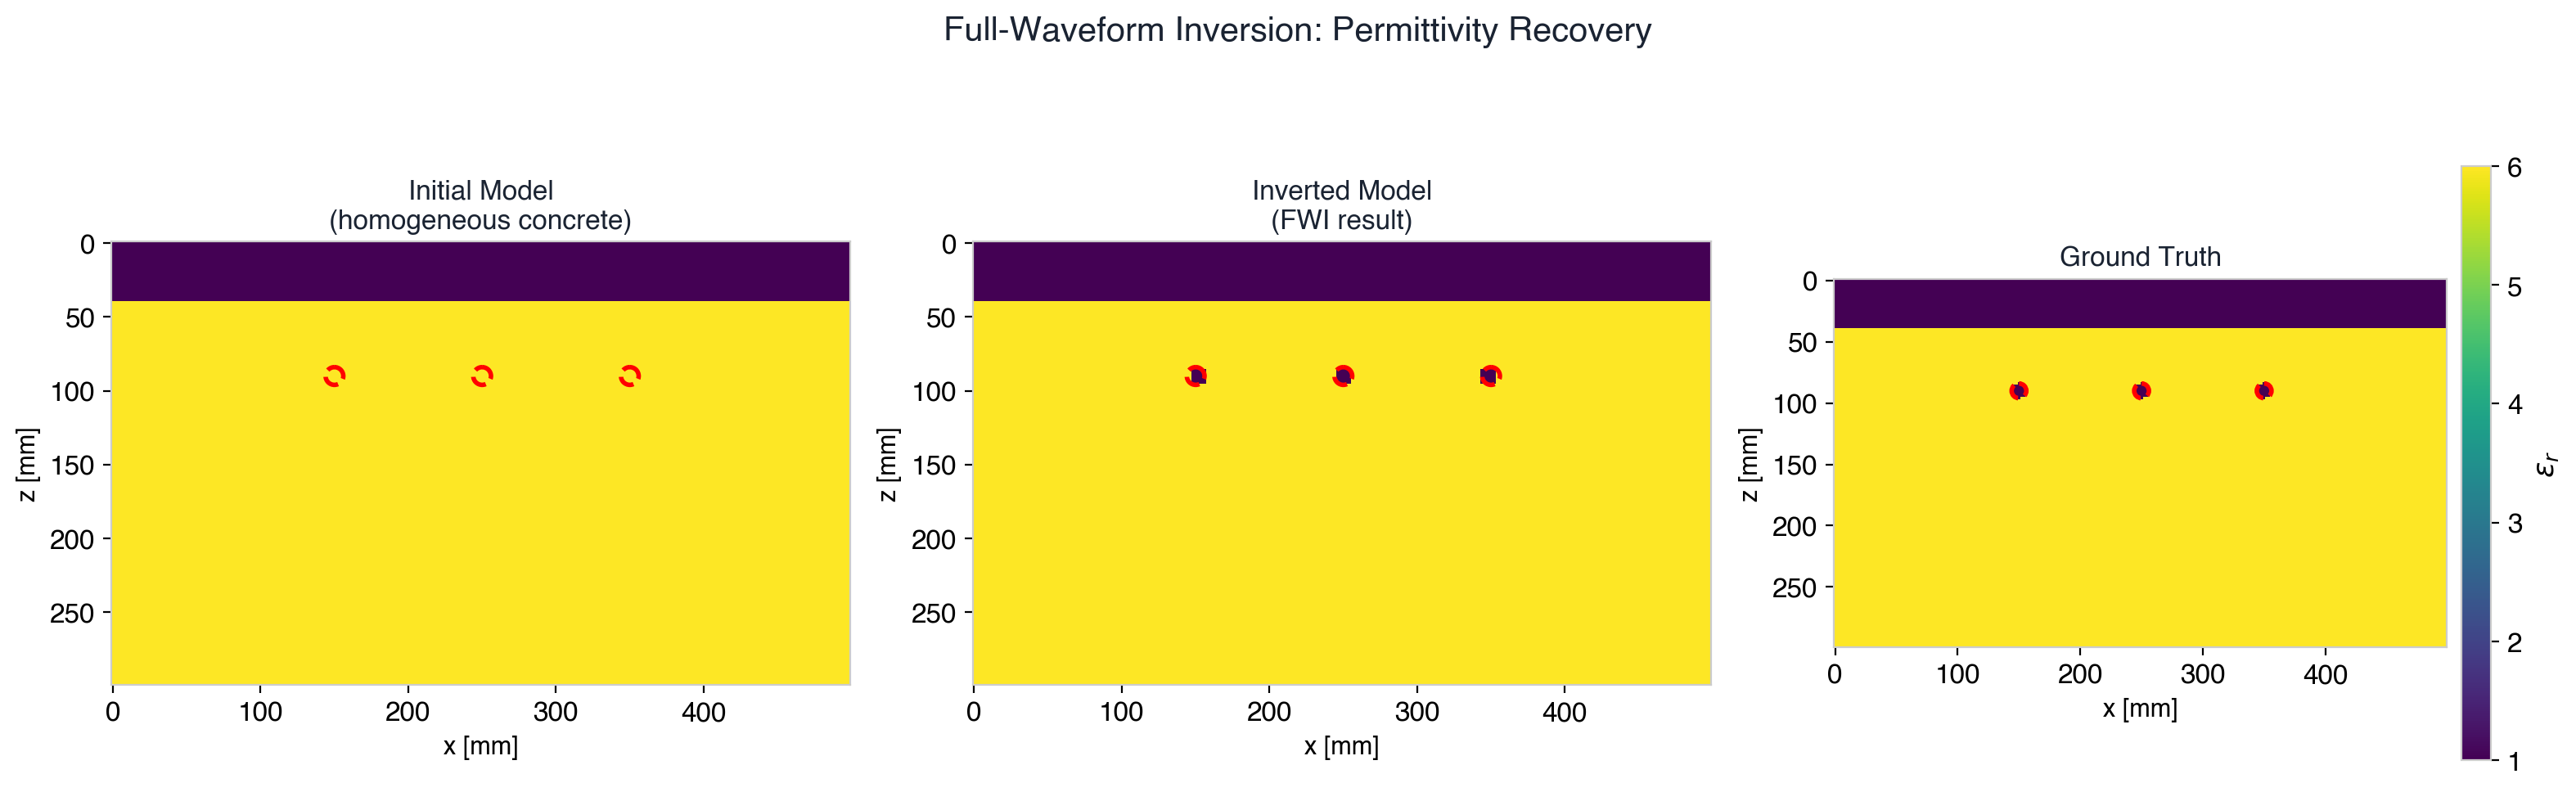 Full-Waveform Inversion: Permittivity Recovery
Initial Model
(homogeneous concrete)
0
50
100
150
200
250
z [mm]
0 100 200 300 400
x [mm]
Inverted Model
(FWI result)
0
50
100
150
200
250
z [mm]
0 100 200 300 400
x [mm]
Ground Truth
0
50
100
150
200
250
z [mm]
0 100 200 300 400
x [mm]
6
5
4
3
2
1
εr